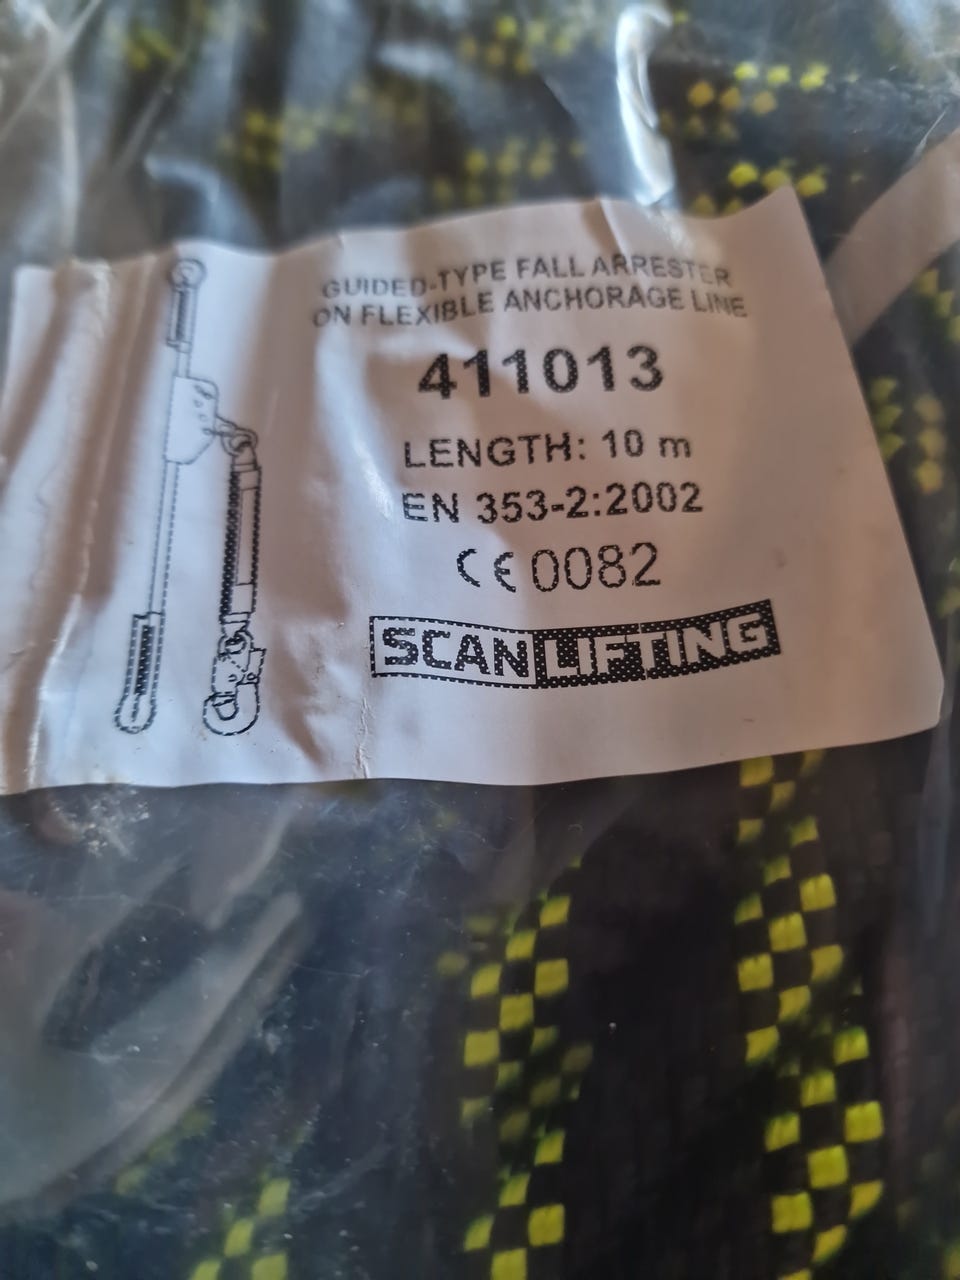 GUIDED-TYPE FALL ARRESTER
ON FLEXIBLE ANCHORAGE LINE
411013
LENGTH: 10 m
EN 353-2:2002
CE 0082
SCANLIFTING